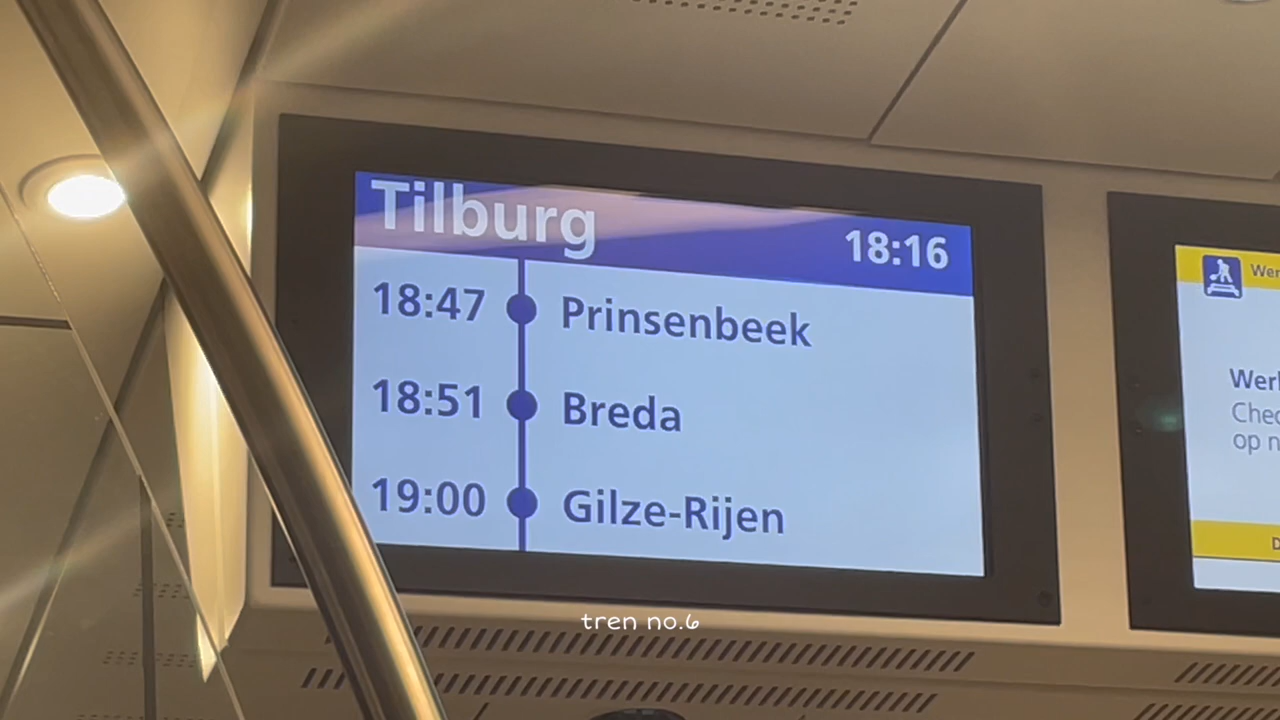 Tilburg 18:16
18:47 Prinsenbeek
18:51 Breda
19:00 Gilze-Rijen
tren no.6